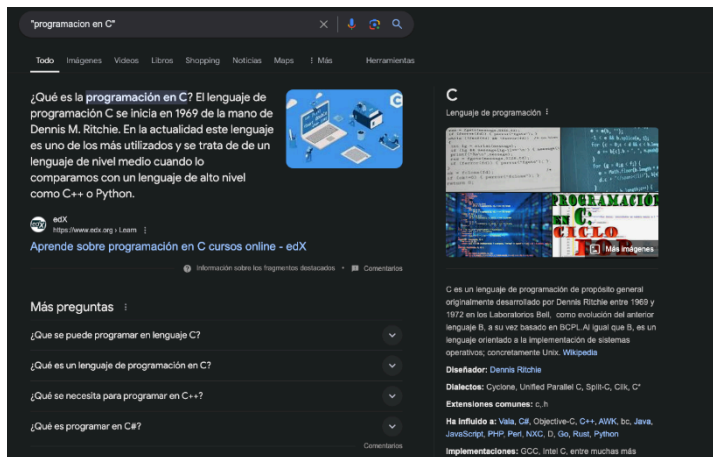 "programacion en C"
Todo Imágenes Videos Libros Shopping Noticias Maps Más Herramientas
¿Qué es la programación en C? El lenguaje de
programación C se inicia en 1969 de la mano de
Dennis M. Ritchie. En la actualidad este lenguaje
es uno de los más utilizados y se trata de de un
lenguaje de nivel medio cuando lo
comparamos con un lenguaje de alto nivel
como C++ o Python.
edX
https://www.edx.org › Learn
Aprende sobre programación en C cursos online - edX
Información sobre los fragmentos destacados • Comentarios
Más preguntas
¿Que se puede programar en lenguaje C?
¿Qué es un lenguaje de programación en C?
¿Qué se necesita para programar en C++?
¿Qué es programar en C#?
Comentarios
C
Lenguaje de programación
PROGRAMACION
EN C:
CICLO
FOR
Más imágenes
C es un lenguaje de programación de propósito general
originalmente desarrollado por Dennis Ritchie entre 1969 y
1972 en los Laboratorios Bell, como evolución del anterior
lenguaje B, a su vez basado en BCPL.Al igual que B, es un
lenguaje orientado a la implementación de sistemas
operativos; concretamente Unix. Wikipedia
Diseñador: Dennis Ritchie
Dialectos: Cyclone, Unified Parallel C, Split-C, Cilk, C*
Extensiones comunes: c,.h
Ha influido a: Vala, C#, Objective-C, C++, AWK, bc, Java,
JavaScript, PHP, Perl, NXC, D, Go, Rust, Python
Implementaciones: GCC, Intel C, entre muchas más